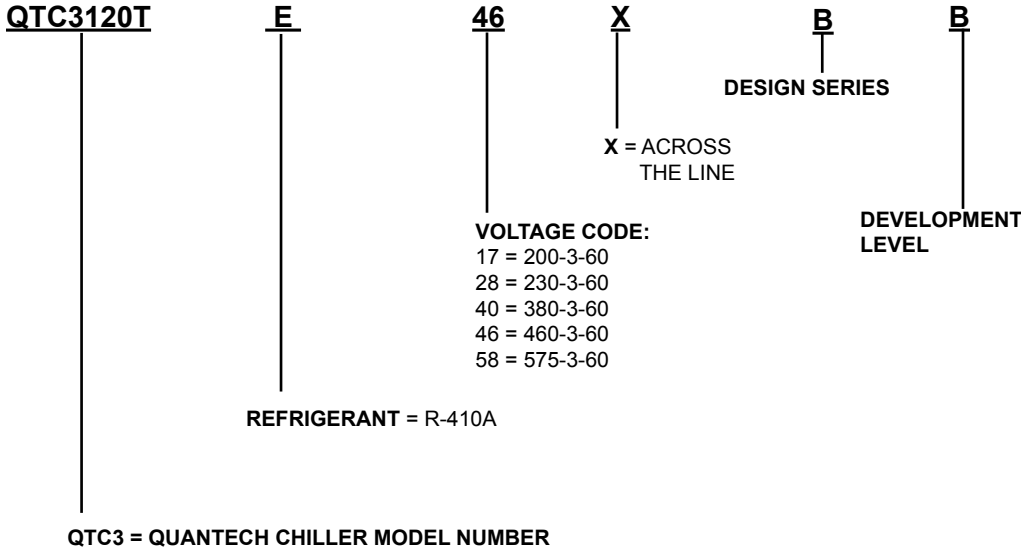 QTC3120T E 46 X B B
DESIGN SERIES
X = ACROSS
THE LINE
DEVELOPMENT
LEVEL
VOLTAGE CODE:
17 = 200-3-60
28 = 230-3-60
40 = 380-3-60
46 = 460-3-60
58 = 575-3-60
REFRIGERANT = R-410A
QTC3 = QUANTECH CHILLER MODEL NUMBER